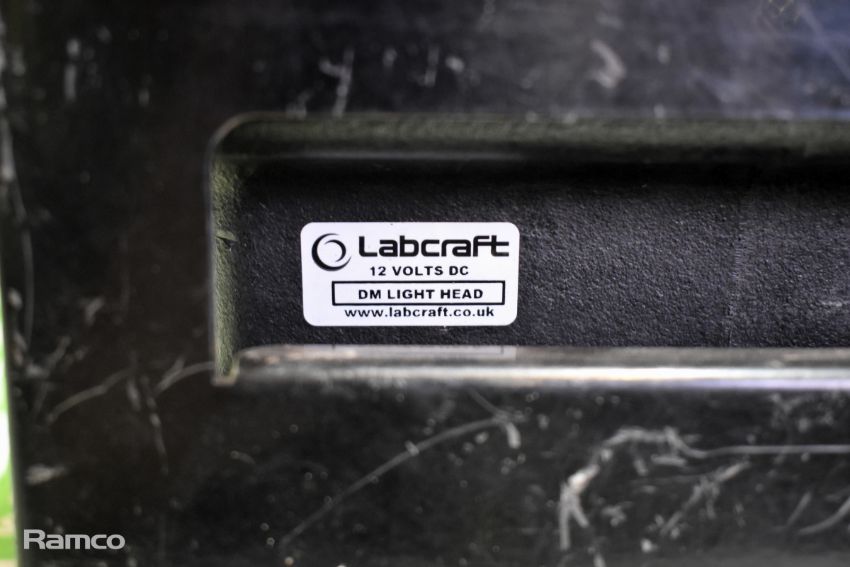 Labcraft
12 VOLTS DC
DM LIGHT HEAD
www.labcraft.co.uk
Ramco